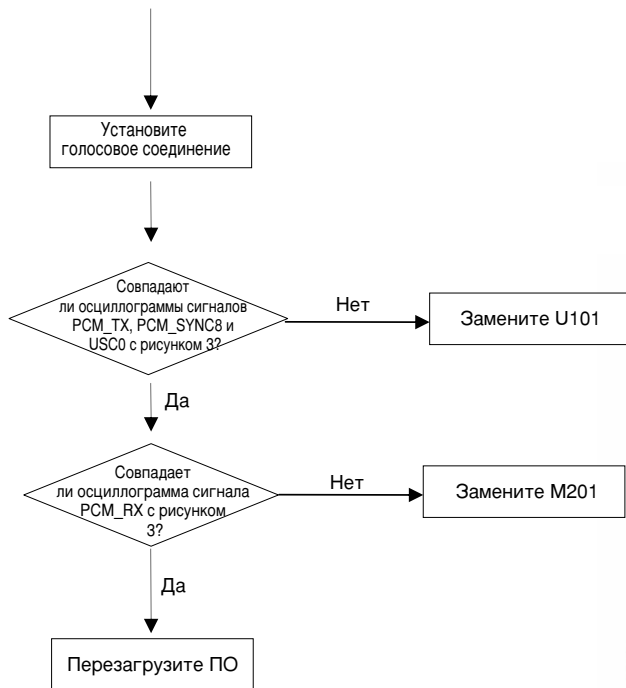 Установите
голосовое соединение
Совпадают
ли осциллограммы сигналов
PCM_TX, PCM_SYNC8 и
USC0 с рисунком 3?
Нет
Замените U101
Да
Совпадает
ли осциллограмма сигнала
PCM_RX с рисунком
3?
Нет
Замените M201
Да
Перезагрузите ПО